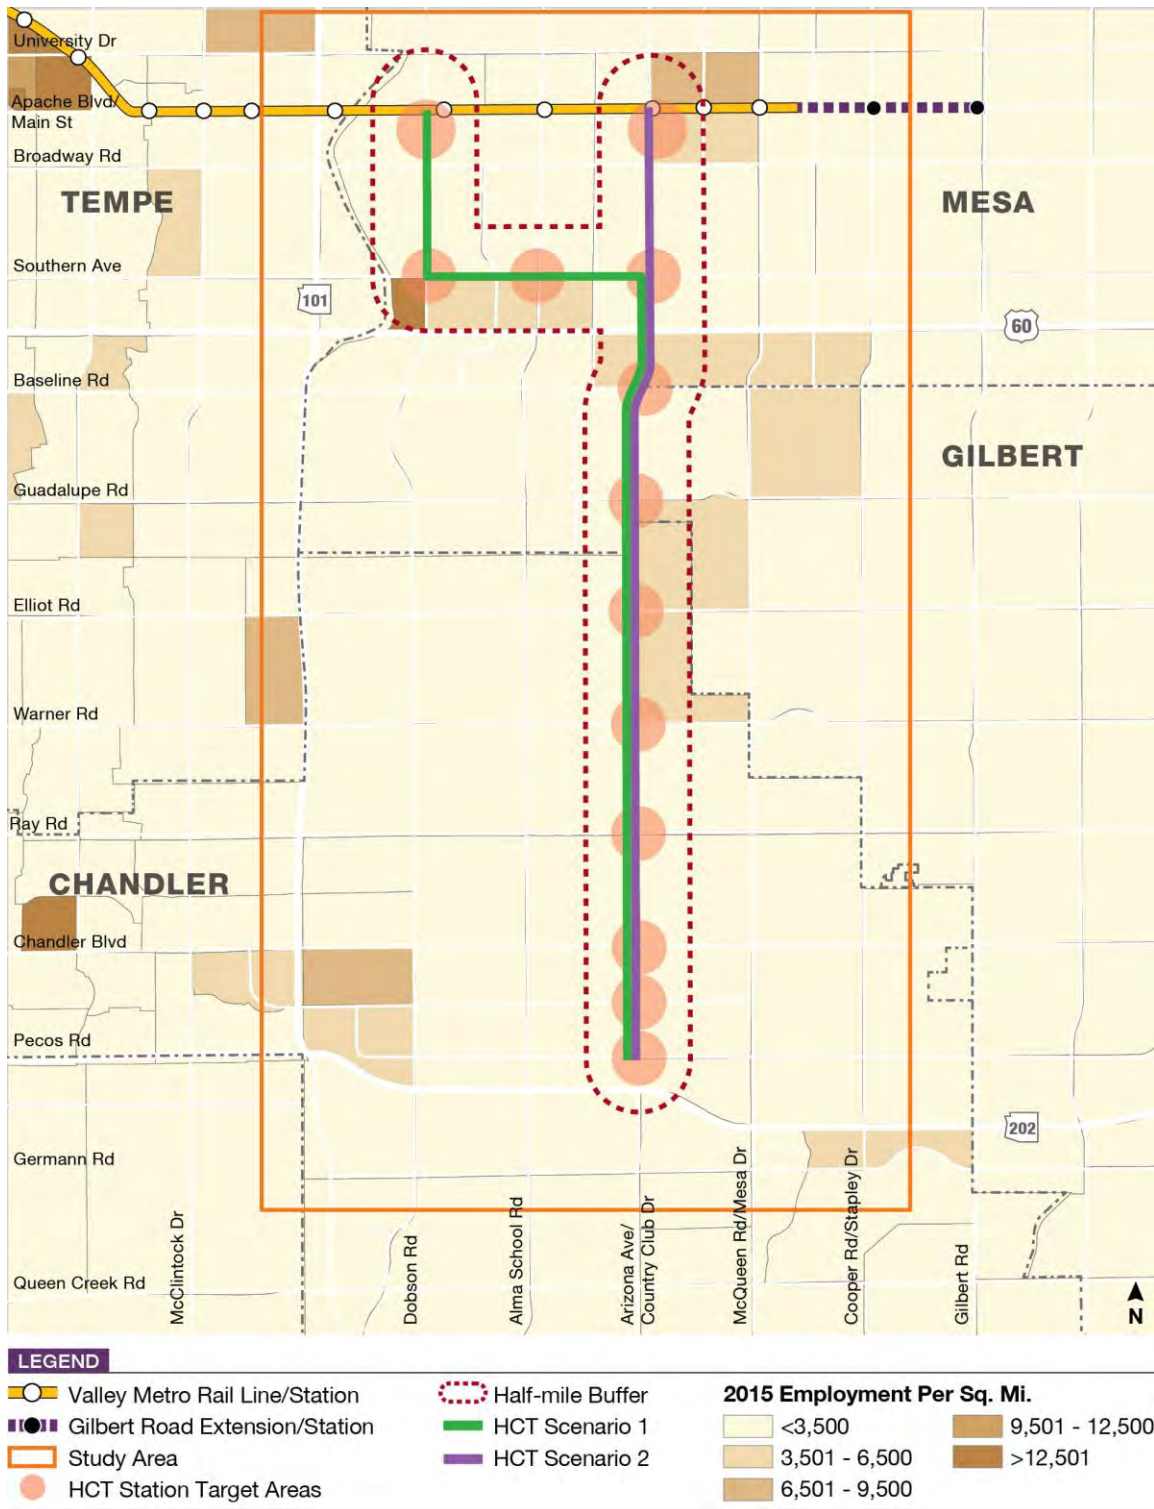 University Dr
Apache Blvd/
Main St
Broadway Rd
TEMPE
MESA
Southern Ave
101
60
Baseline Rd
GILBERT
Guadalupe Rd
Elliot Rd
Warner Rd
Ray Rd
CHANDLER
Chandler Blvd
Pecos Rd
202
Germann Rd
Queen Creek Rd
McClintock Dr
Dobson Rd
Alma School Rd
Arizona Ave/
Country Club Dr
McQueen Rd/Mesa Dr
Cooper Rd/Stapley Dr
Gilbert Rd
N
LEGEND
Valley Metro Rail Line/Station
Gilbert Road Extension/Station
Study Area
HCT Station Target Areas
Half-mile Buffer
HCT Scenario 1
HCT Scenario 2
2015 Employment Per Sq. Mi.
<3,500
3,501 - 6,500
6,501 - 9,500
9,501 - 12,500
>12,501